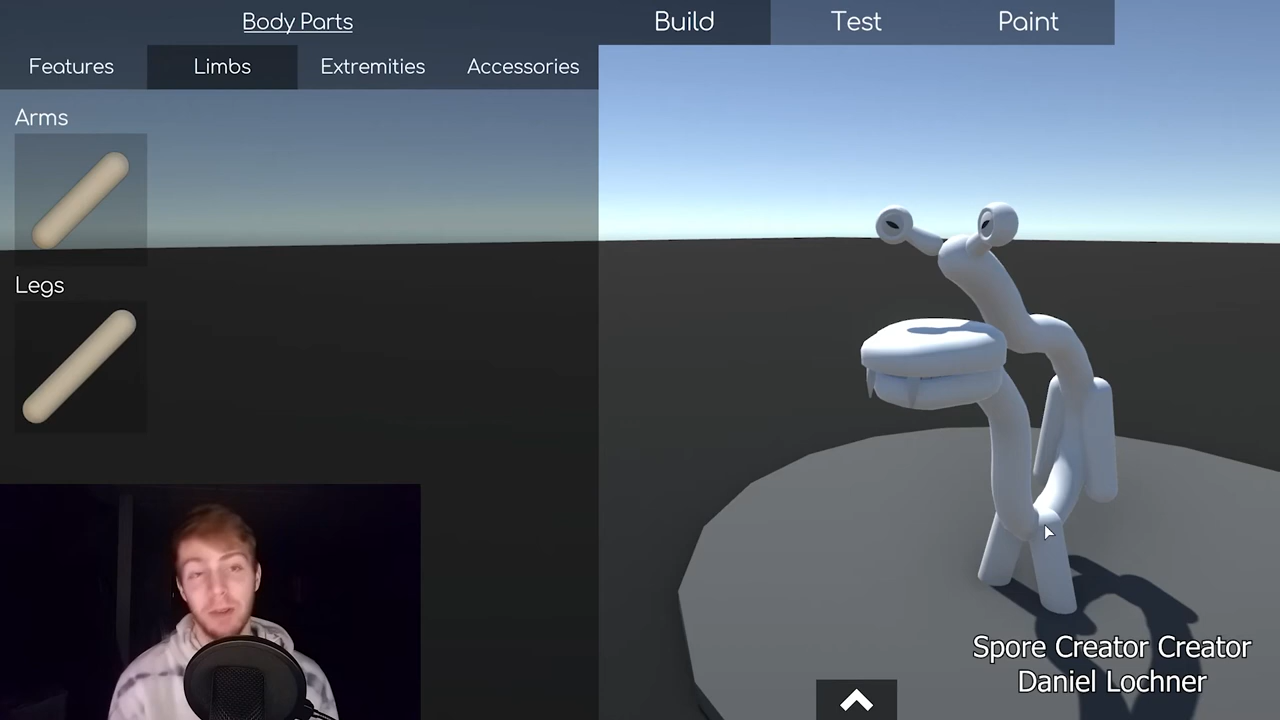 Body Parts
Build
Test
Paint
Features
Limbs
Extremities
Accessories
Arms
Legs
Spore Creator Creator
Daniel Lochner